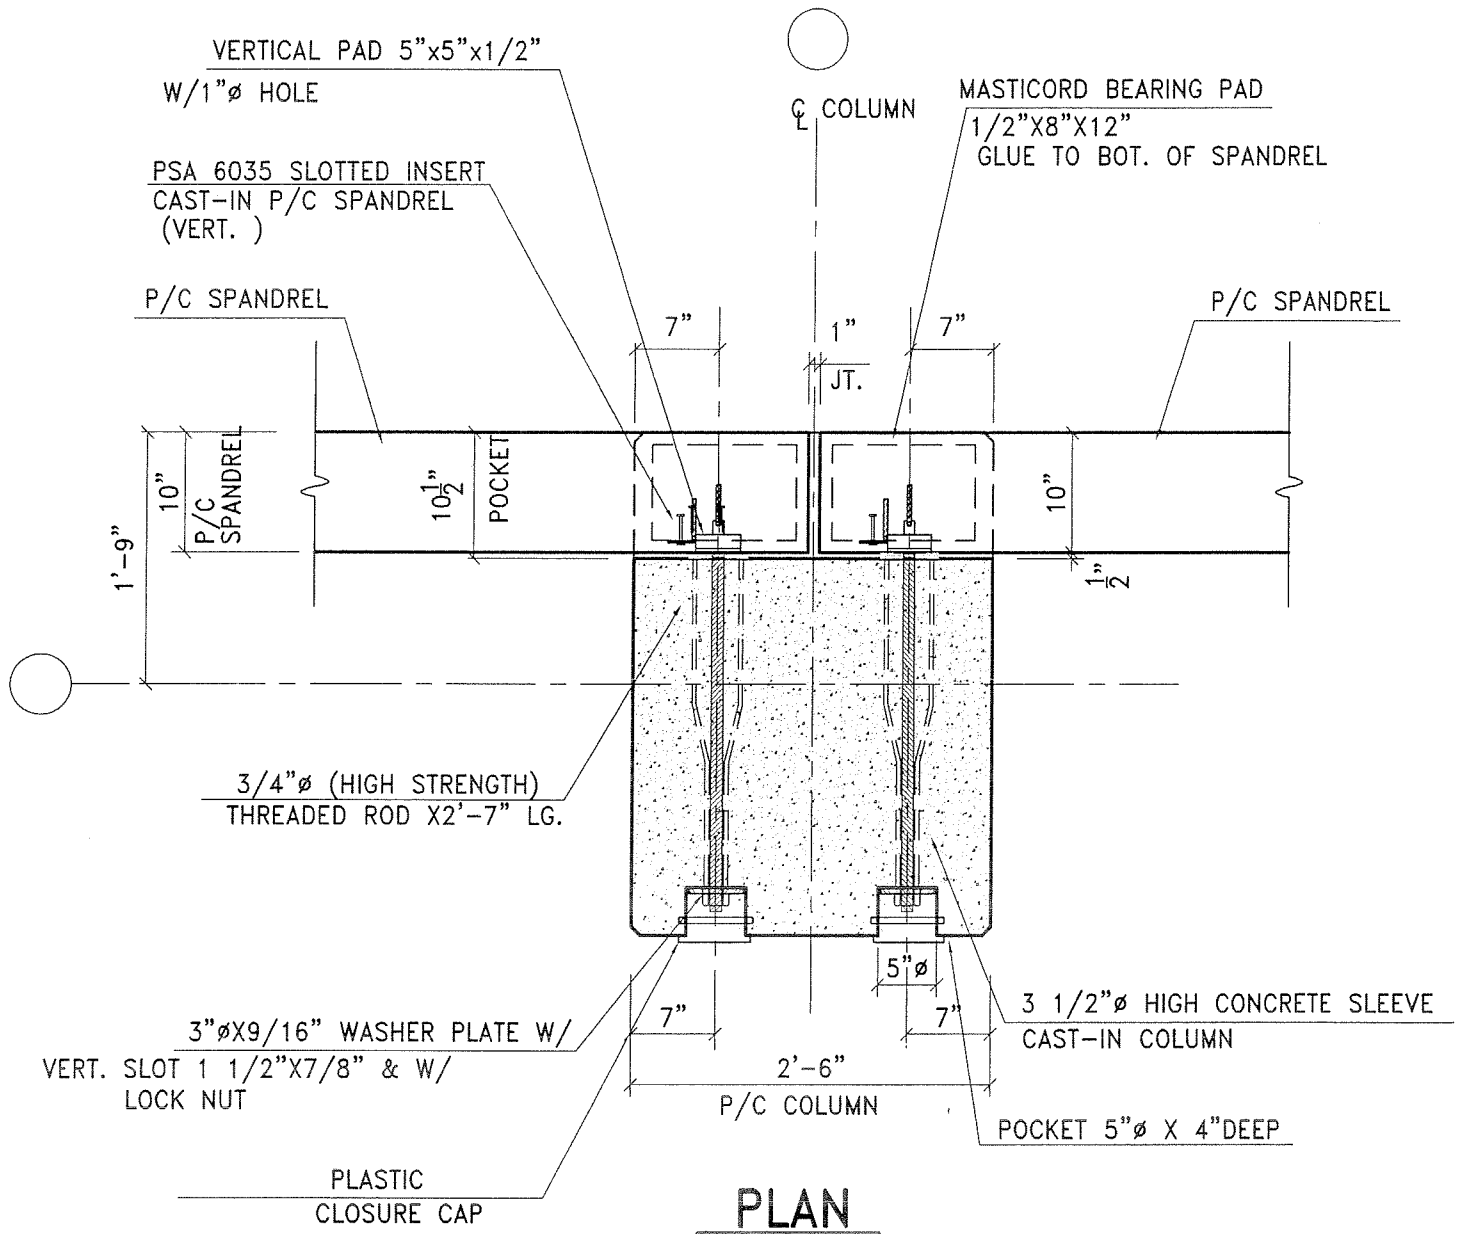 VERTICAL PAD 5"x5"x1/2"
W/1"ø HOLE
℄ COLUMN
MASTICORD BEARING PAD
1/2"X8"X12"
GLUE TO BOT. OF SPANDREL
PSA 6035 SLOTTED INSERT
CAST-IN P/C SPANDREL
(VERT. )
P/C SPANDREL
P/C SPANDREL
7"
1"
JT.
7"
1'-9"
10"
P/C
SPANDREL
10 1/2"
POCKET
10"
1/2"
3/4"ø (HIGH STRENGTH)
THREADED ROD X2'-7" LG.
5"ø
7"
7"
3"øX9/16" WASHER PLATE W/
VERT. SLOT 1 1/2"X7/8" & W/
LOCK NUT
3 1/2"ø HIGH CONCRETE SLEEVE
CAST-IN COLUMN
2'-6"
P/C COLUMN
POCKET 5"ø X 4"DEEP
PLASTIC
CLOSURE CAP
PLAN